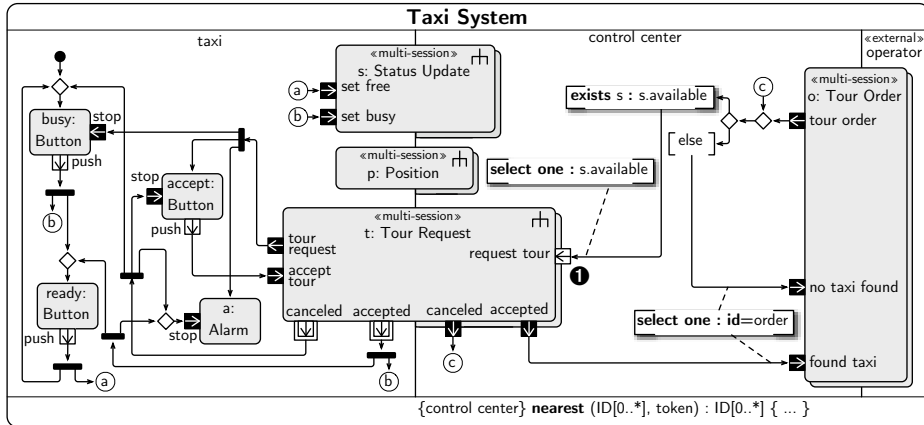 Taxi System
taxi
control center
«external»
operator
«multi-session»
s: Status Update
set free
set busy
a
b
«multi-session»
p: Position
exists s : s.available
[ else ]
select one : s.available
c
«multi-session»
o: Tour Order
tour order
no taxi found
found taxi
busy:
Button
stop
push
b
accept:
Button
stop
push
ready:
Button
push
a
a:
Alarm
stop
«multi-session»
t: Tour Request
tour
request
accept
tour
request tour
1
canceled
accepted
canceled
accepted
b
c
select one : id=order
{control center} nearest (ID[0..*], token) : ID[0..*] { ... }